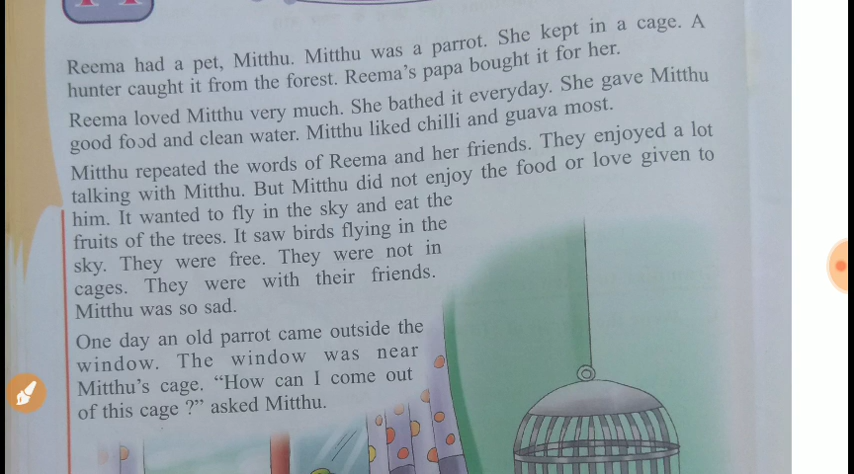 Reema had a pet, Mitthu. Mitthu was a parrot. She kept in a cage. A
hunter caught it from the forest. Reema's papa bought it for her.
Reema loved Mitthu very much. She bathed it everyday. She gave Mitthu
good food and clean water. Mitthu liked chilli and guava most.
Mitthu repeated the words of Reema and her friends. They enjoyed a lot
talking with Mitthu. But Mitthu did not enjoy the food or love given to
him. It wanted to fly in the sky and eat the
fruits of the trees. It saw birds flying in the
sky. They were free. They were not in
cages. They were with their friends.
Mitthu was so sad.
One day an old parrot came outside the
window. The window was near
Mitthu's cage. "How can I come out
of this cage ?" asked Mitthu.